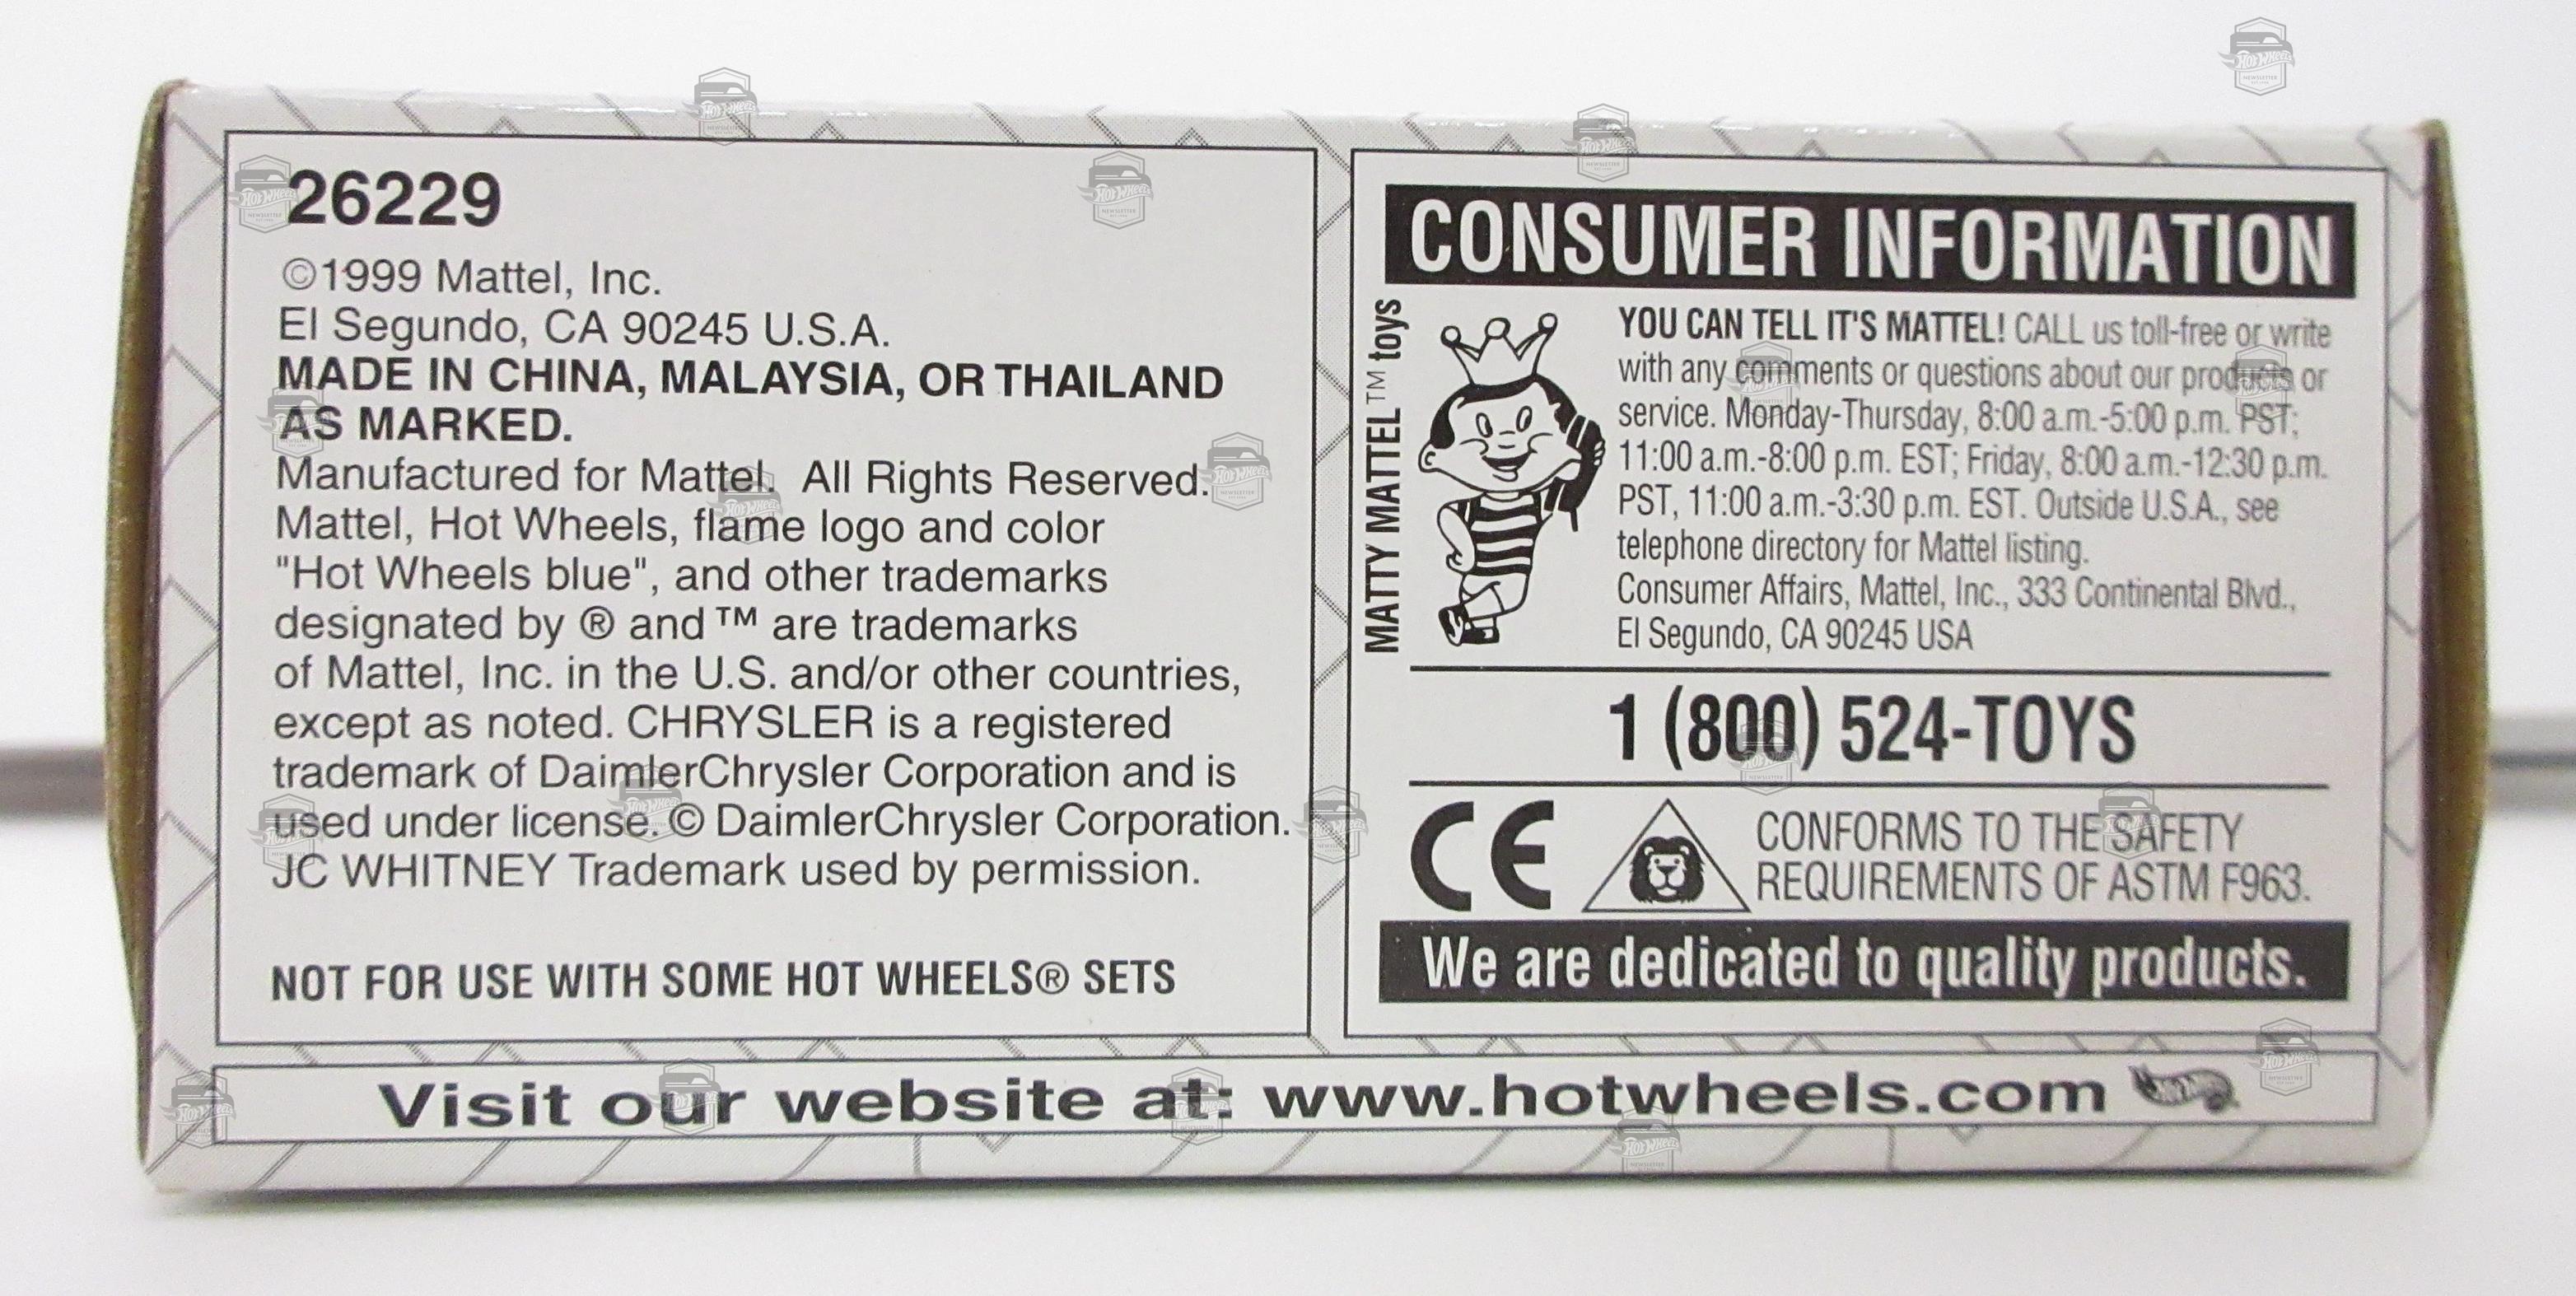 26229
©1999 Mattel, Inc.
El Segundo, CA 90245 U.S.A.
MADE IN CHINA, MALAYSIA, OR THAILAND
AS MARKED.
Manufactured for Mattel. All Rights Reserved.
Mattel, Hot Wheels, flame logo and color
"Hot Wheels blue", and other trademarks
designated by ® and ™ are trademarks
of Mattel, Inc. in the U.S. and/or other countries,
except as noted. CHRYSLER is a registered
trademark of DaimlerChrysler Corporation and is
used under license. © DaimlerChrysler Corporation.
JC WHITNEY Trademark used by permission.
NOT FOR USE WITH SOME HOT WHEELS® SETS
CONSUMER INFORMATION
MATTY MATTEL™ toys
YOU CAN TELL IT'S MATTEL! CALL us toll-free or write
with any comments or questions about our products or
service. Monday-Thursday, 8:00 a.m.-5:00 p.m. PST;
11:00 a.m.-8:00 p.m. EST; Friday, 8:00 a.m.-12:30 p.m.
PST, 11:00 a.m.-3:30 p.m. EST. Outside U.S.A., see
telephone directory for Mattel listing.
Consumer Affairs, Mattel, Inc., 333 Continental Blvd.,
El Segundo, CA 90245 USA
1 (800) 524-TOYS
CE
CONFORMS TO THE SAFETY
REQUIREMENTS OF ASTM F963.
We are dedicated to quality products.
Visit our website at: www.hotwheels.com
Hot Wheels
NEWSLETTER